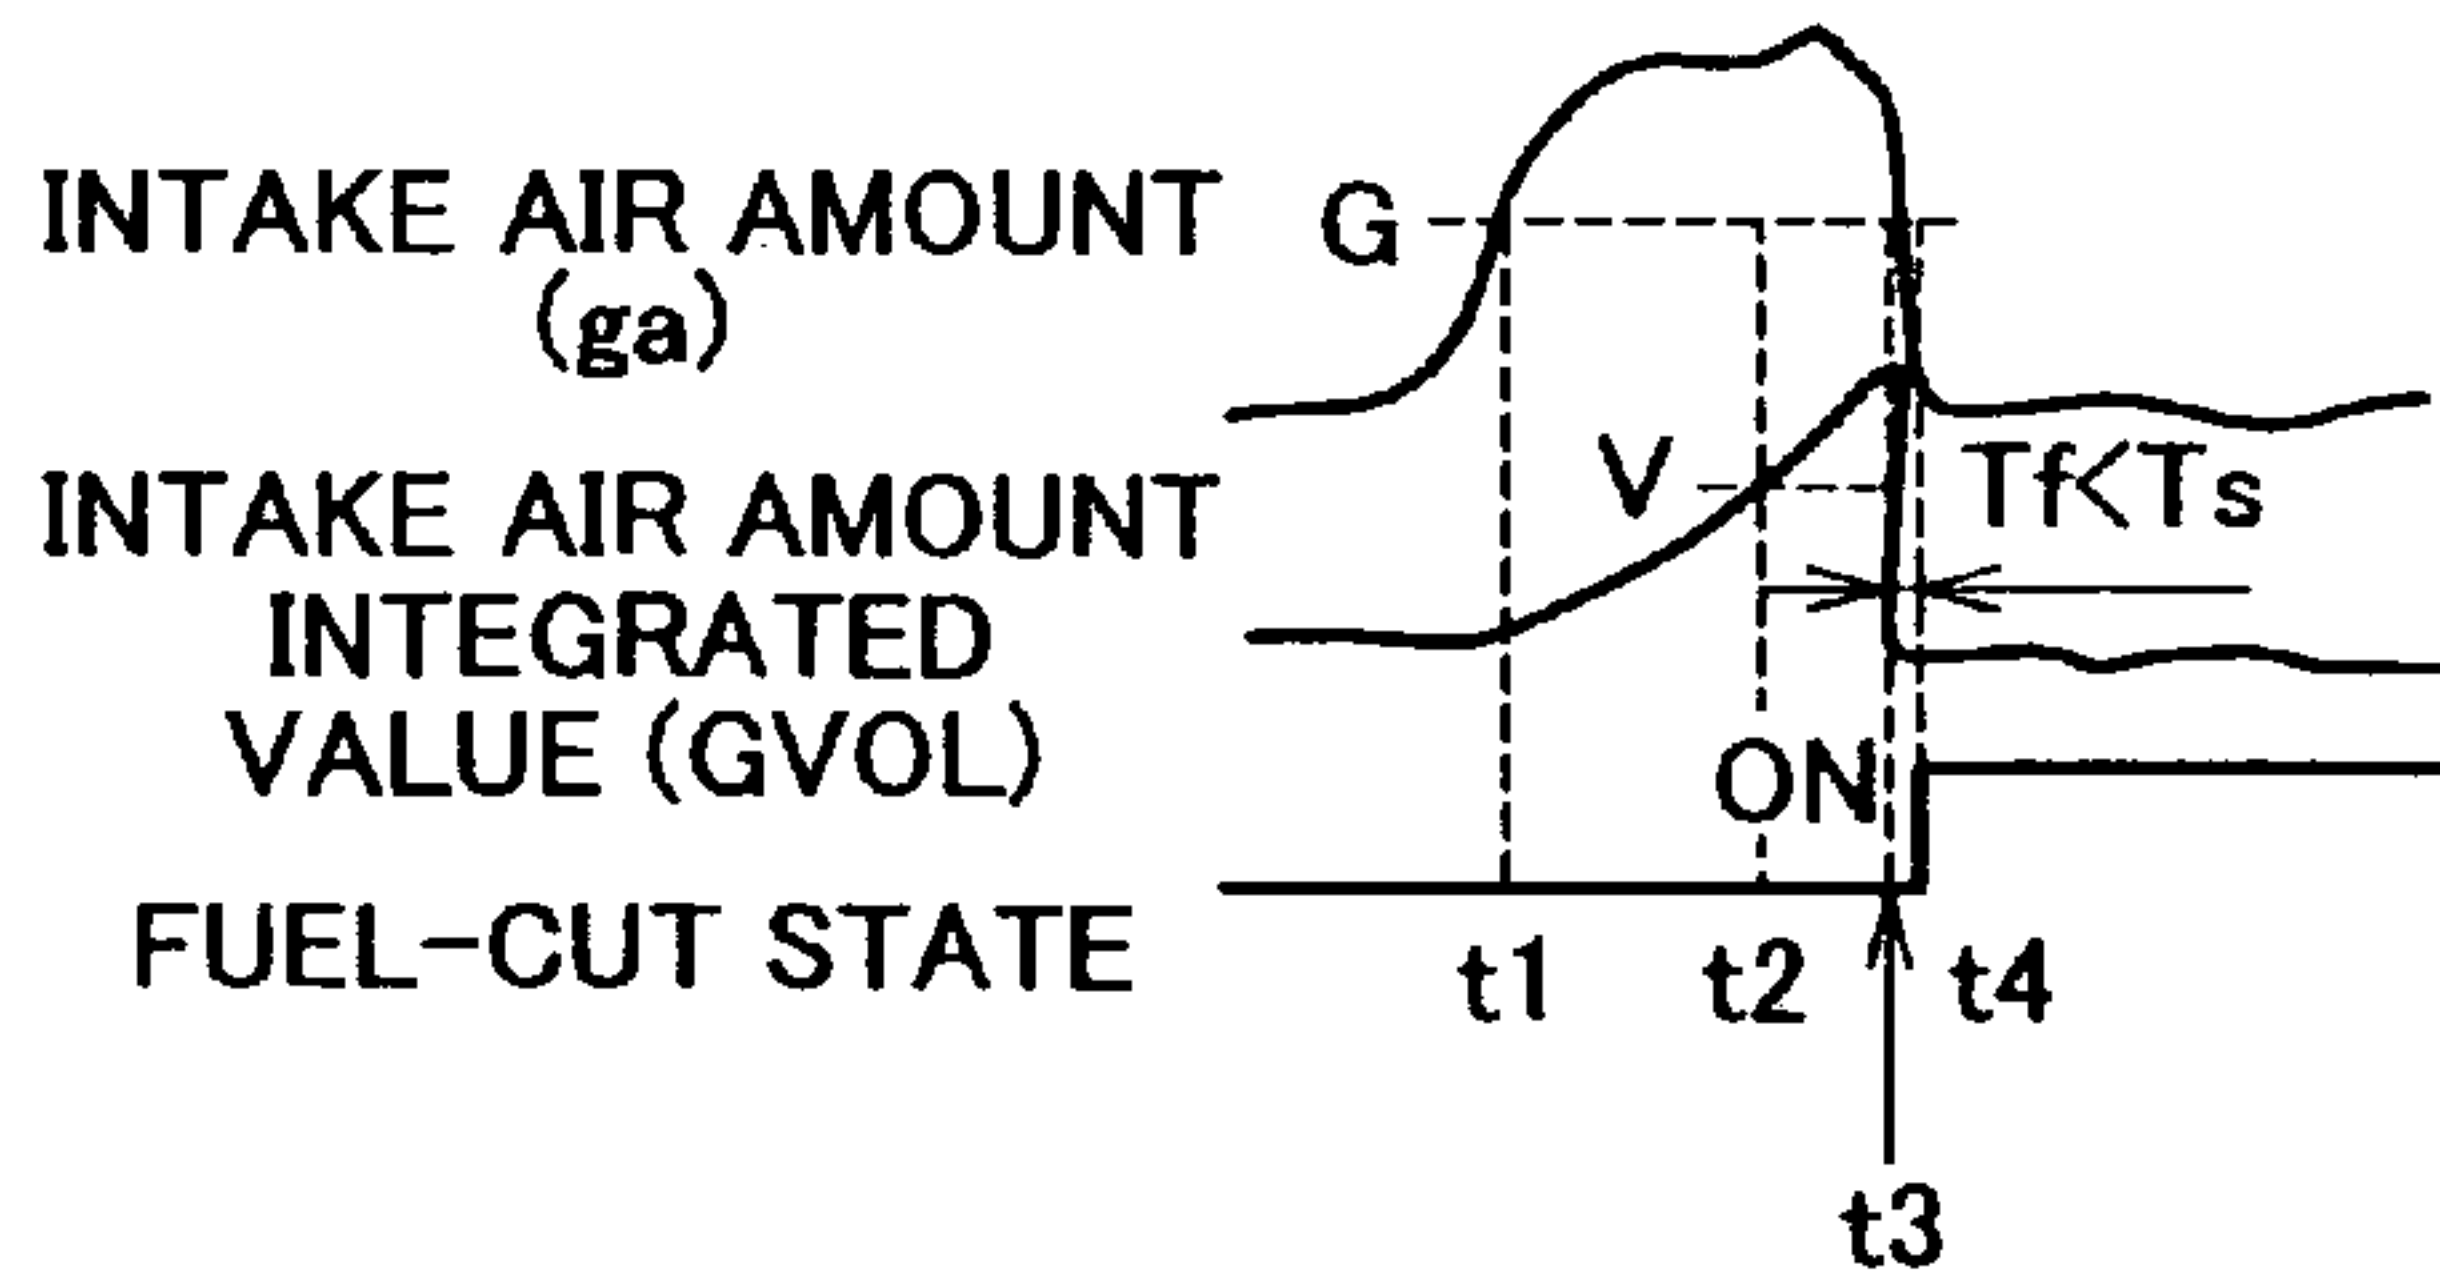 INTAKE AIR AMOUNT
(ga)
G
INTAKE AIR AMOUNT
INTEGRATED
VALUE (GVOL)
V
Tf<Ts
ON
FUEL-CUT STATE
t1
t2
t4
t3